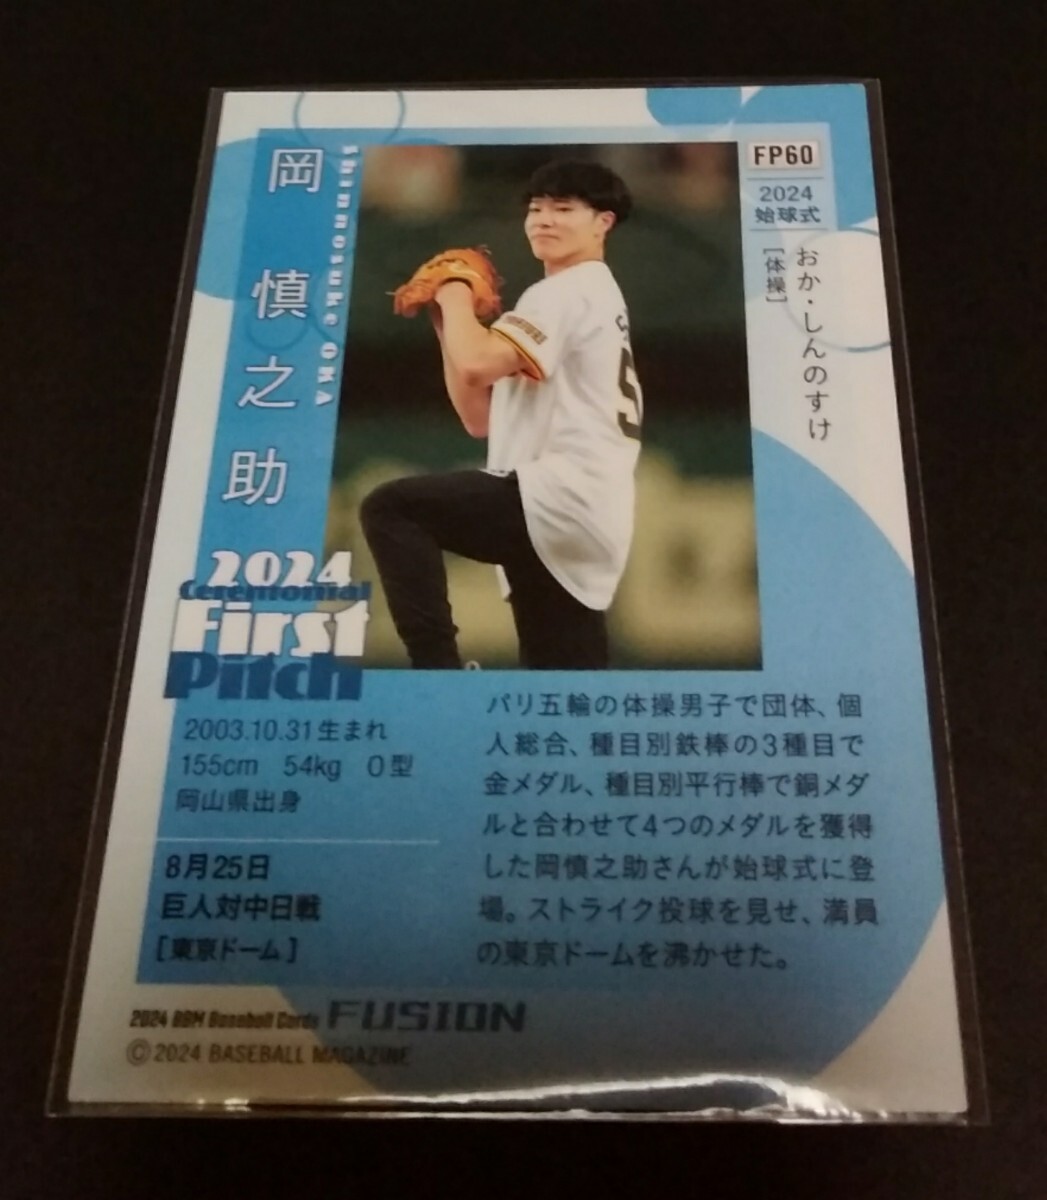 FP60
2024
始球式
おか・しんのすけ
[体操]
岡 慎之助
Shinnosuke OKA
2024
Ceremonial
First
Pitch
2003.10.31生まれ
155cm 54kg O型
岡山県出身
8月25日
巨人対中日戦
[東京ドーム]
パリ五輪の体操男子で団体、個
人総合、種目別鉄棒の3種目で
金メダル、種目別平行棒で銅メダ
ルと合わせて4つのメダルを獲得
した岡慎之助さんが始球式に登
場。ストライク投球を見せ、満員
の東京ドームを沸かせた。
2024 BBM Baseball Cards FUSION
©2024 BASEBALL MAGAZINE